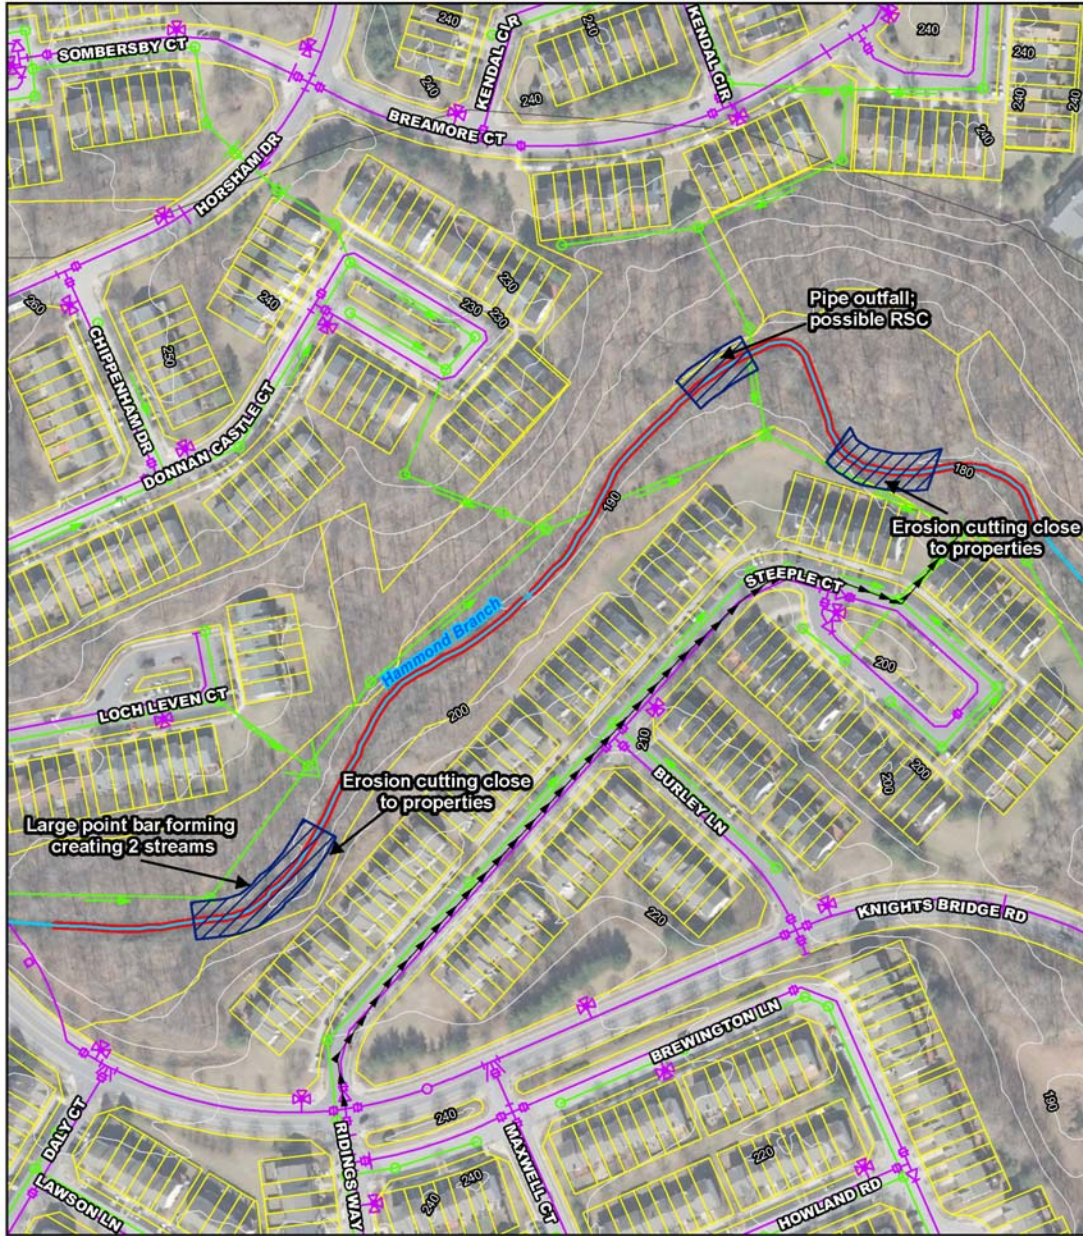 240
240
KENDAL CIR
KENDAL CIR
240
SOMBERSBY CT
240
240
240
240
BREAMORE CT
240
HORSHAM DR
260
240
230
230
230
Pipe outfall;
possible RSC
250
CHIPPENHAM DR
DONNAN CASTLE CT
190
180
Erosion cutting close
to properties
STEEPLE CT
Hammond Branch
200
200
LOCH LEVEN CT
210
200
200
BURLEY LN
Erosion cutting close
to properties
Large point bar forming
creating 2 streams
220
KNIGHTS BRIDGE RD
BREWINGTON LN
190
240
DALY CT
RIDINGS WAY
MAXWELL CT
220
240
240
LAWSON LN
HOWLAND RD